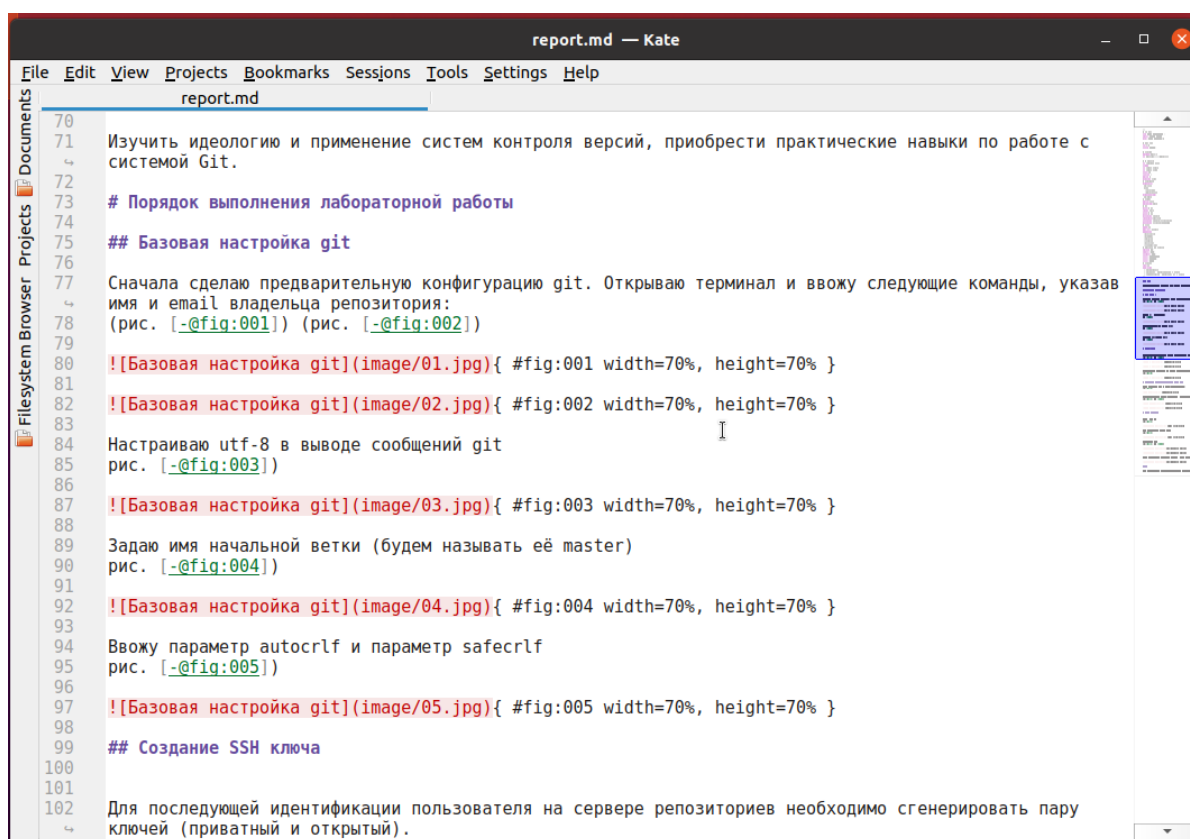 report.md — Kate
File Edit View Projects Bookmarks Sessions Tools Settings Help
report.md
Documents
Projects
Filesystem Browser
70
71 Изучить идеологию и применение систем контроля версий, приобрести практические навыки по работе с
системой Git.
72
73 # Порядок выполнения лабораторной работы
74
75 ## Базовая настройка git
76
77 Сначала сделаю предварительную конфигурацию git. Открываю терминал и ввожу следующие команды, указав
имя и email владельца репозитория:
78 (рис. [-@fig:001]) (рис. [-@fig:002])
79
80 ![Базовая настройка git](image/01.jpg){ #fig:001 width=70%, height=70% }
81
82 ![Базовая настройка git](image/02.jpg){ #fig:002 width=70%, height=70% }
83
84 Настраиваю utf-8 в выводе сообщений git
85 рис. [-@fig:003])
86
87 ![Базовая настройка git](image/03.jpg){ #fig:003 width=70%, height=70% }
88
89 Задаю имя начальной ветки (будем называть её master)
90 рис. [-@fig:004])
91
92 ![Базовая настройка git](image/04.jpg){ #fig:004 width=70%, height=70% }
93
94 Ввожу параметр autocrlf и параметр safecrlf
95 рис. [-@fig:005])
96
97 ![Базовая настройка git](image/05.jpg){ #fig:005 width=70%, height=70% }
98
99 ## Создание SSH ключа
100
101
102 Для последующей идентификации пользователя на сервере репозиториев необходимо сгенерировать пару
ключей (приватный и открытый).